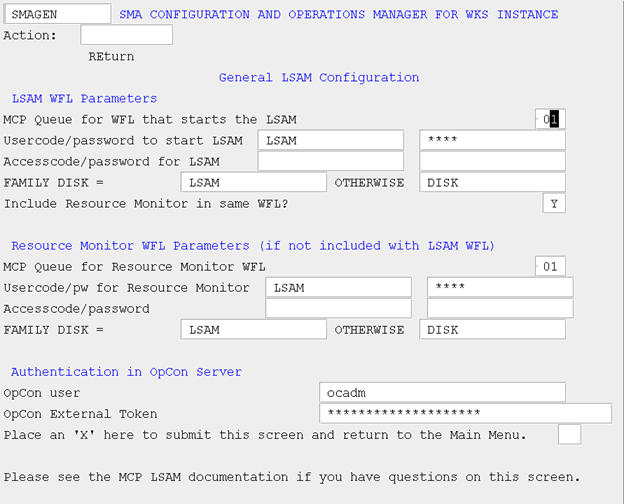 SMAGEN SMA CONFIGURATION AND OPERATIONS MANAGER FOR WKS INSTANCE
Action:
REturn
General LSAM Configuration
LSAM WFL Parameters
MCP Queue for WFL that starts the LSAM 01
Usercode/password to start LSAM LSAM ****
Accesscode/password for LSAM
FAMILY DISK = LSAM OTHERWISE DISK
Include Resource Monitor in same WFL? Y
Resource Monitor WFL Parameters (if not included with LSAM WFL)
MCP Queue for Resource Monitor WFL 01
Usercode/pw for Resource Monitor LSAM ****
Accesscode/password
FAMILY DISK = LSAM OTHERWISE DISK
Authentication in OpCon Server
OpCon user ocadm
OpCon External Token ********************
Place an 'X' here to submit this screen and return to the Main Menu.
Please see the MCP LSAM documentation if you have questions on this screen.